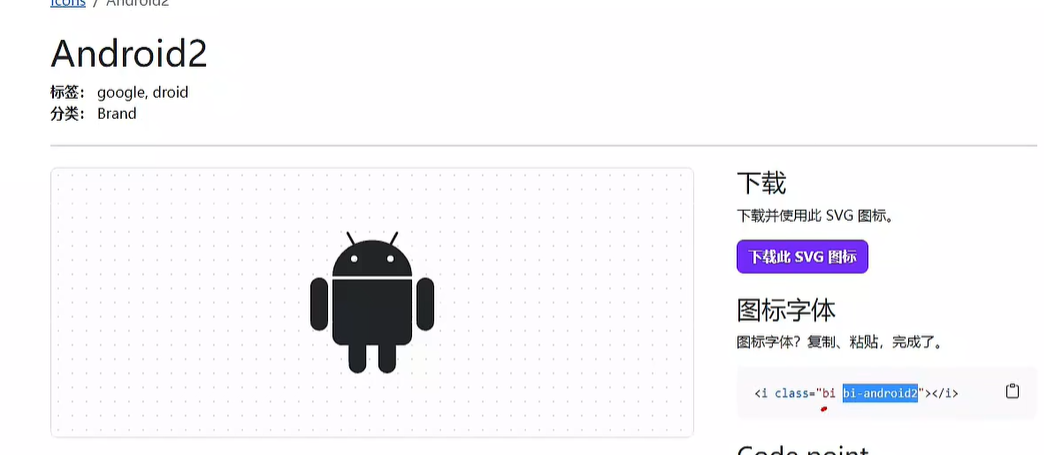 Icons / Android2
Android2
标签： google, droid
分类： Brand
下载
下载并使用此 SVG 图标。
下载此 SVG 图标
图标字体
图标字体？复制、粘贴，完成了。
<i class="bi bi-android2"></i>
Code point